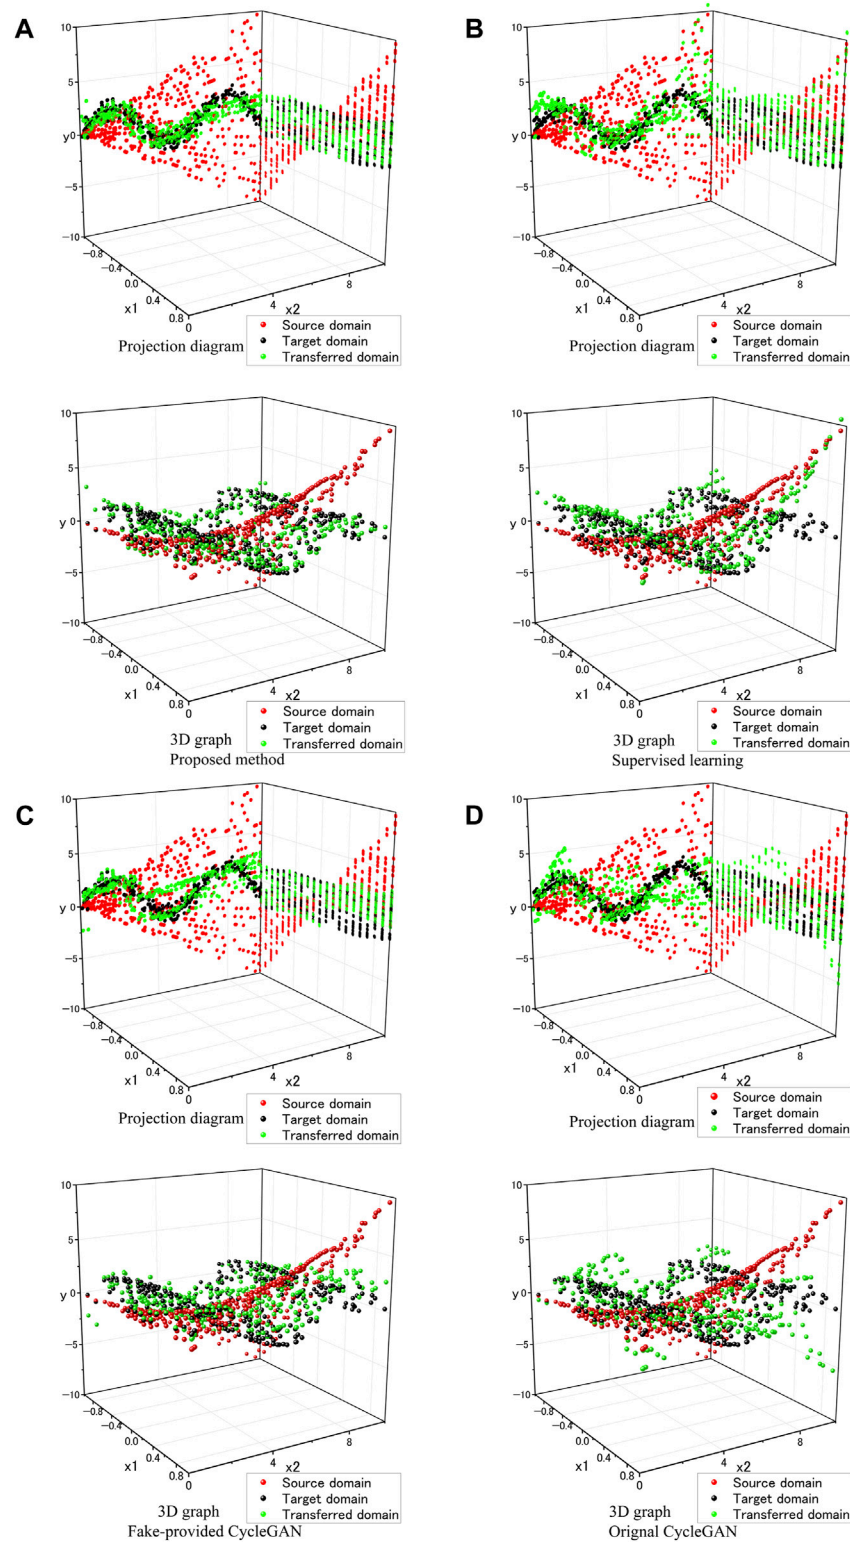 A
10
5
y 0
−5
−10
−0.8
−0.4
0.0
0.4
0.8
x1
0
4
8
x2
Source domain
Target domain
Transferred domain
Projection diagram
10
5
y 0
−5
−10
−0.8
−0.4
0.0
0.4
0.8
x1
0
4
8
x2
Source domain
Target domain
Transferred domain
3D graph
Proposed method
B
10
5
y 0
−5
−10
−0.8
−0.4
0.0
0.4
0.8
x1
0
4
8
x2
Source domain
Target domain
Transferred domain
Projection diagram
10
5
y 0
−5
−10
−0.8
−0.4
0.0
0.4
0.8
x1
0
4
8
x2
Source domain
Target domain
Transferred domain
3D graph
Supervised learning
C
10
5
y 0
−5
−10
−0.8
−0.4
0.0
0.4
0.8
x1
0
4
8
x2
Source domain
Target domain
Transferred domain
Projection diagram
10
5
y 0
−5
−10
−0.8
−0.4
0.0
0.4
0.8
x1
0
4
8
x2
Source domain
Target domain
Transferred domain
3D graph
Fake-provided CycleGAN
D
10
5
y 0
−5
−10
−0.8
−0.4
0.0
0.4
0.8
x1
0
4
8
x2
Source domain
Target domain
Transferred domain
Projection diagram
10
5
y 0
−5
−10
−0.8
−0.4
0.0
0.4
0.8
x1
0
4
8
x2
Source domain
Target domain
Transferred domain
3D graph
Orignal CycleGAN